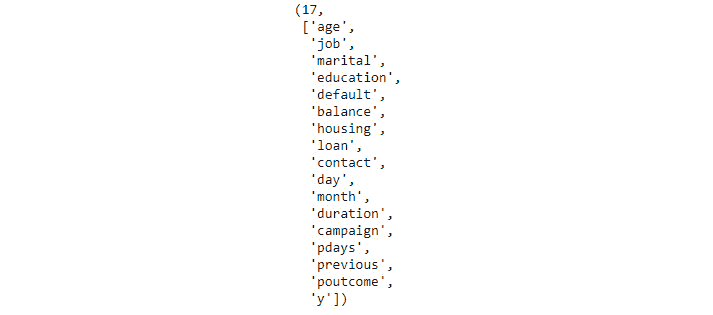 (17,
['age',
'job',
'marital',
'education',
'default',
'balance',
'housing',
'loan',
'contact',
'day',
'month',
'duration',
'campaign',
'pdays',
'previous',
'poutcome',
'y'])